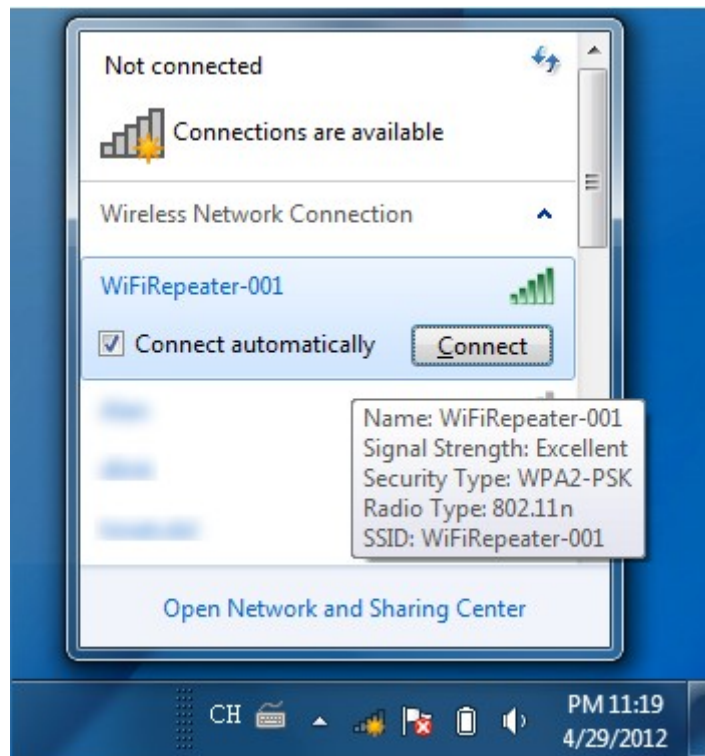 Not connected
Connections are available
Wireless Network Connection
WiFiRepeater-001
Connect automatically
Connect
Name: WiFiRepeater-001
Signal Strength: Excellent
Security Type: WPA2-PSK
Radio Type: 802.11n
SSID: WiFiRepeater-001
Open Network and Sharing Center
CH
PM 11:19
4/29/2012